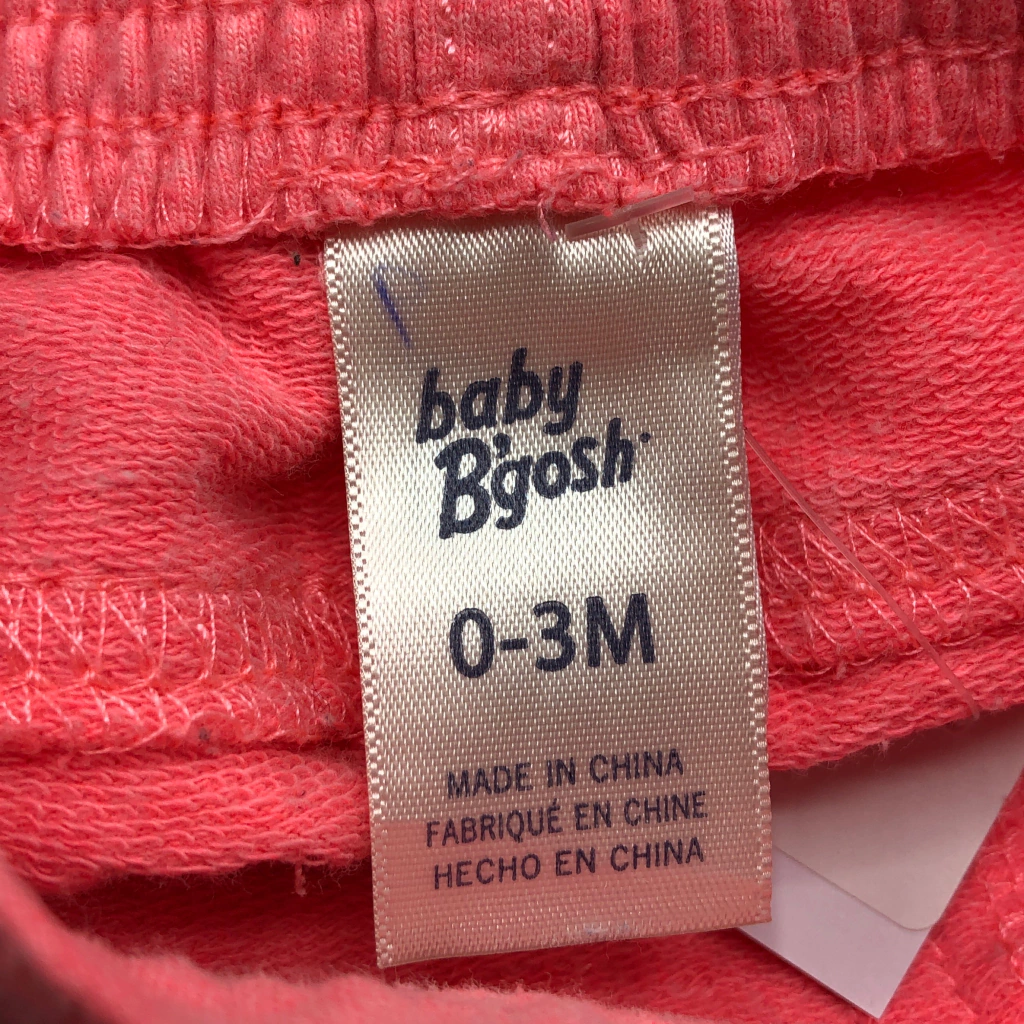 baby
B'gosh
0-3M
MADE IN CHINA
FABRIQUÉ EN CHINE
HECHO EN CHINA